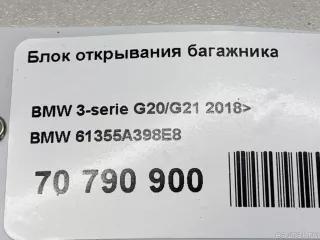 Блок открывания багажника
BMW 3-serie G20/G21 2018>
BMW 61355A398E8
70 790 900